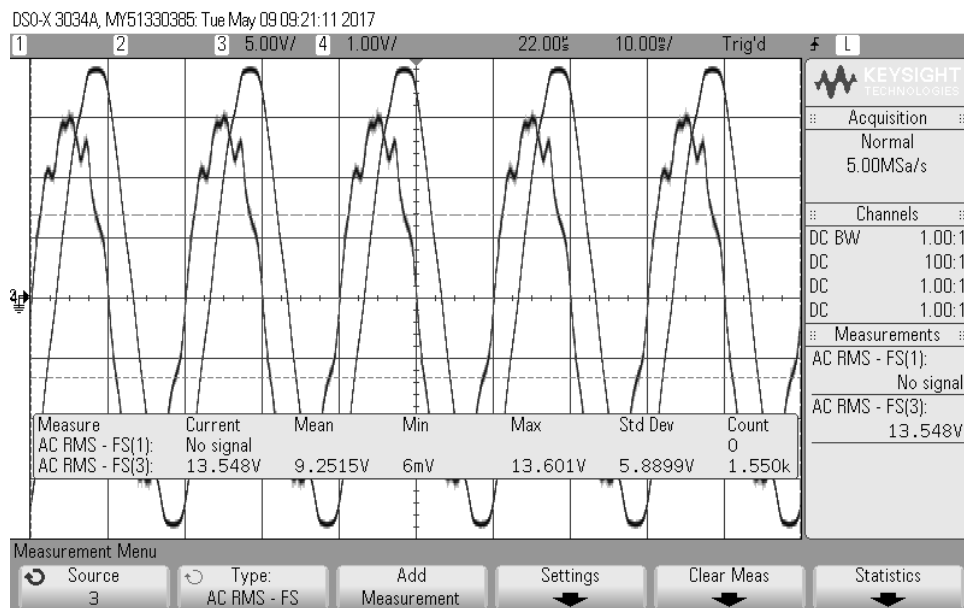 DSO-X 3034A, MY51330385: Tue May 09 09:21:11 2017
1 2 3 5.00V/ 4 1.00V/ 22.00s 10.00s/ Trig'd L
KEYSIGHT
TECHNOLOGIES
Acquisition
Normal
5.00MSa/s
Channels
DC BW 1.00:1
DC 100:1
DC 1.00:1
DC 1.00:1
Measurements
AC RMS - FS(1):
No signal
AC RMS - FS(3):
13.548V
Measure Current Mean Min Max Std Dev Count
AC RMS - FS(1): No signal 0
AC RMS - FS(3): 13.548V 9.2515V 6mV 13.601V 5.8899V 1.550k
Measurement Menu
Source
3
Type:
AC RMS - FS
Add
Measurement
Settings
Clear Meas
Statistics